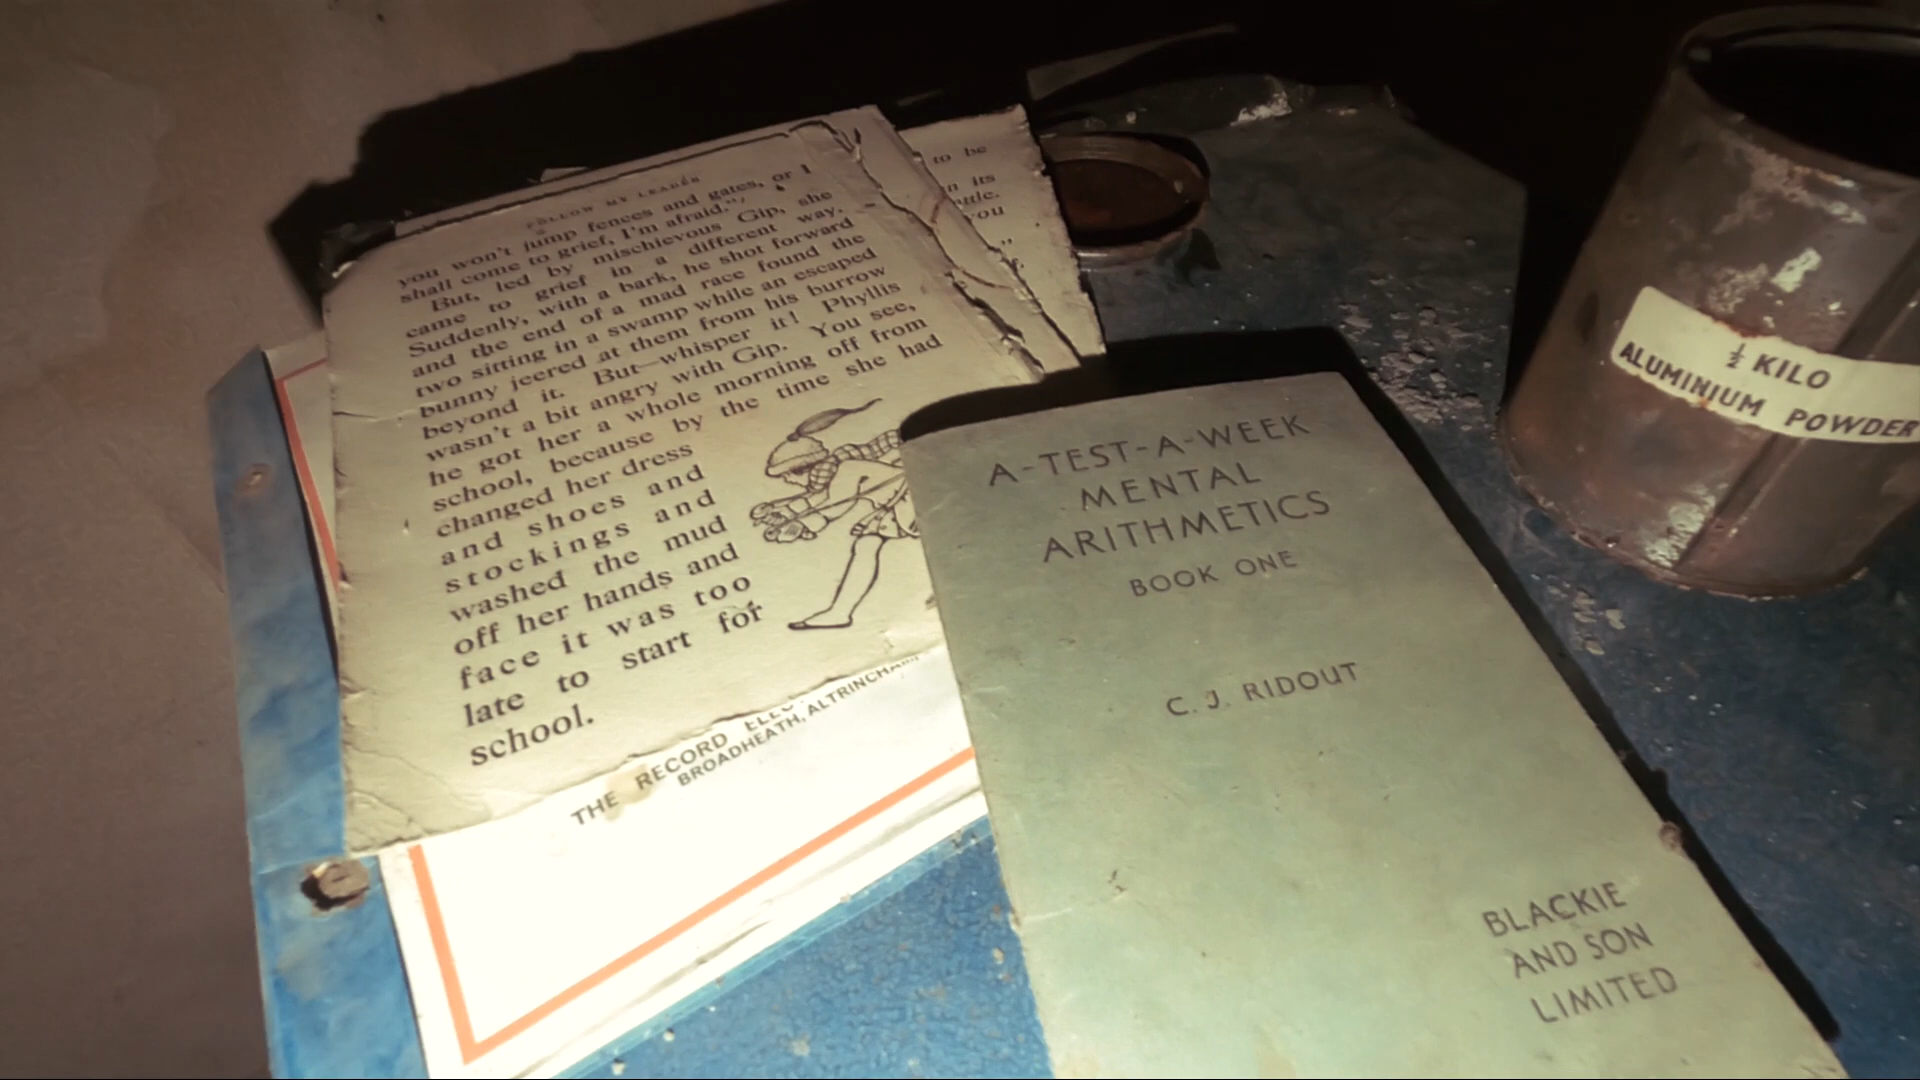 FOLLOW MY LEADER
you won't jump fences and gates, or I
shall come to grief, I'm afraid."
But, led by mischievous Gip, she
came to grief in a different way.
Suddenly, with a bark, he shot forward
and the end of a mad race found the
two sitting in a swamp while an escaped
bunny jeered at them from his burrow
beyond it. But—whisper it! Phyllis
wasn't a bit angry with Gip. You see,
he got her a whole morning off from
school, because by the time she had
changed her dress
and shoes and
stockings and
washed the mud
off her hands and
face it was too
late to start for
school.
to be
its
you
THE RECORD
BROADHEATH, ALTRINCHAM
A-TEST-A-WEEK
MENTAL
ARITHMETICS
BOOK ONE
C. J. RIDOUT
BLACKIE
AND SON
LIMITED
½ KILO
ALUMINIUM POWDER